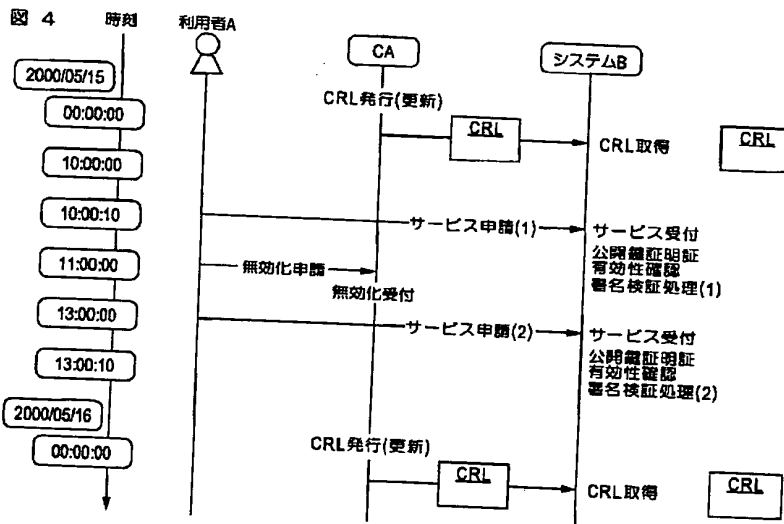 図 4
時刻
利用者A
CA
システムB
2000/05/15
00:00:00
CRL発行(更新)
CRL
CRL取得
CRL
10:00:00
10:00:10
サービス申請(1)
サービス受付
公開鍵証明証
有効性確認
署名検証処理(1)
11:00:00
無効化申請
無効化受付
13:00:00
サービス申請(2)
サービス受付
公開鍵証明証
有効性確認
署名検証処理(2)
13:00:10
2000/05/16
00:00:00
CRL発行(更新)
CRL
CRL取得
CRL